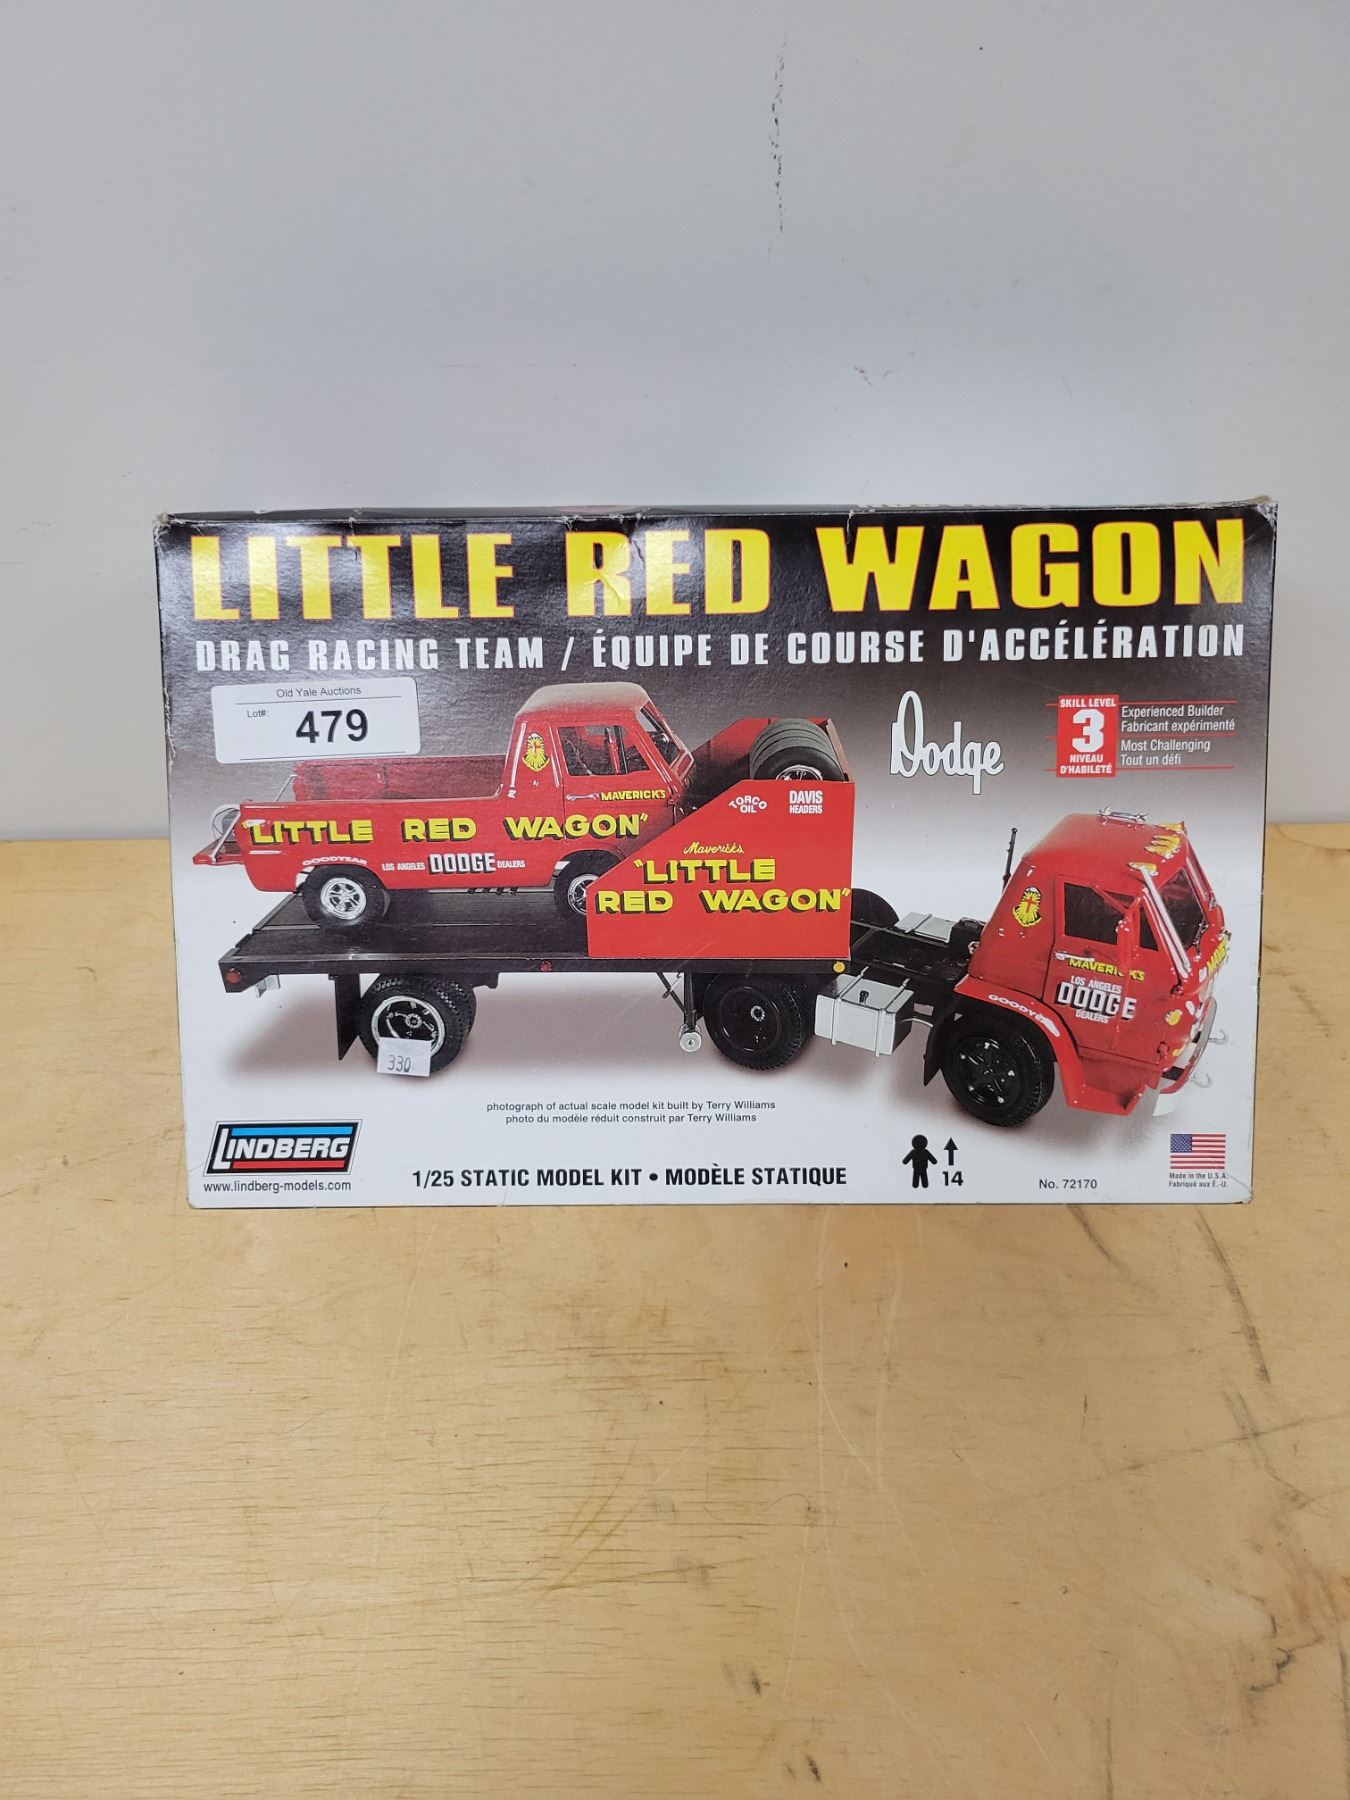 LITTLE RED WAGON
DRAG RACING TEAM / ÉQUIPE DE COURSE D'ACCÉLÉRATION
Old Yale Auctions
Lot#: 479
Dodge
SKILL LEVEL
3
NIVEAU
D'HABILETÉ
Experienced Builder
Fabricant expérimenté
Most Challenging
Tout un défi
MAVERICK'S
"LITTLE RED WAGON"
GOODYEAR
LOS ANGELES DODGE DEALERS
TORCO
OIL
DAVIS
HEADERS
Maverick's
"LITTLE
RED WAGON"
MAVERICK'S
LOS ANGELES
DODGE
DEALERS
330
photograph of actual scale model kit built by Terry Williams
photo du modèle réduit construit par Terry Williams
LINDBERG
www.lindberg-models.com
1/25 STATIC MODEL KIT • MODÈLE STATIQUE
14
No. 72170
Made in the U.S.A.
Fabriqué aux É.-U.